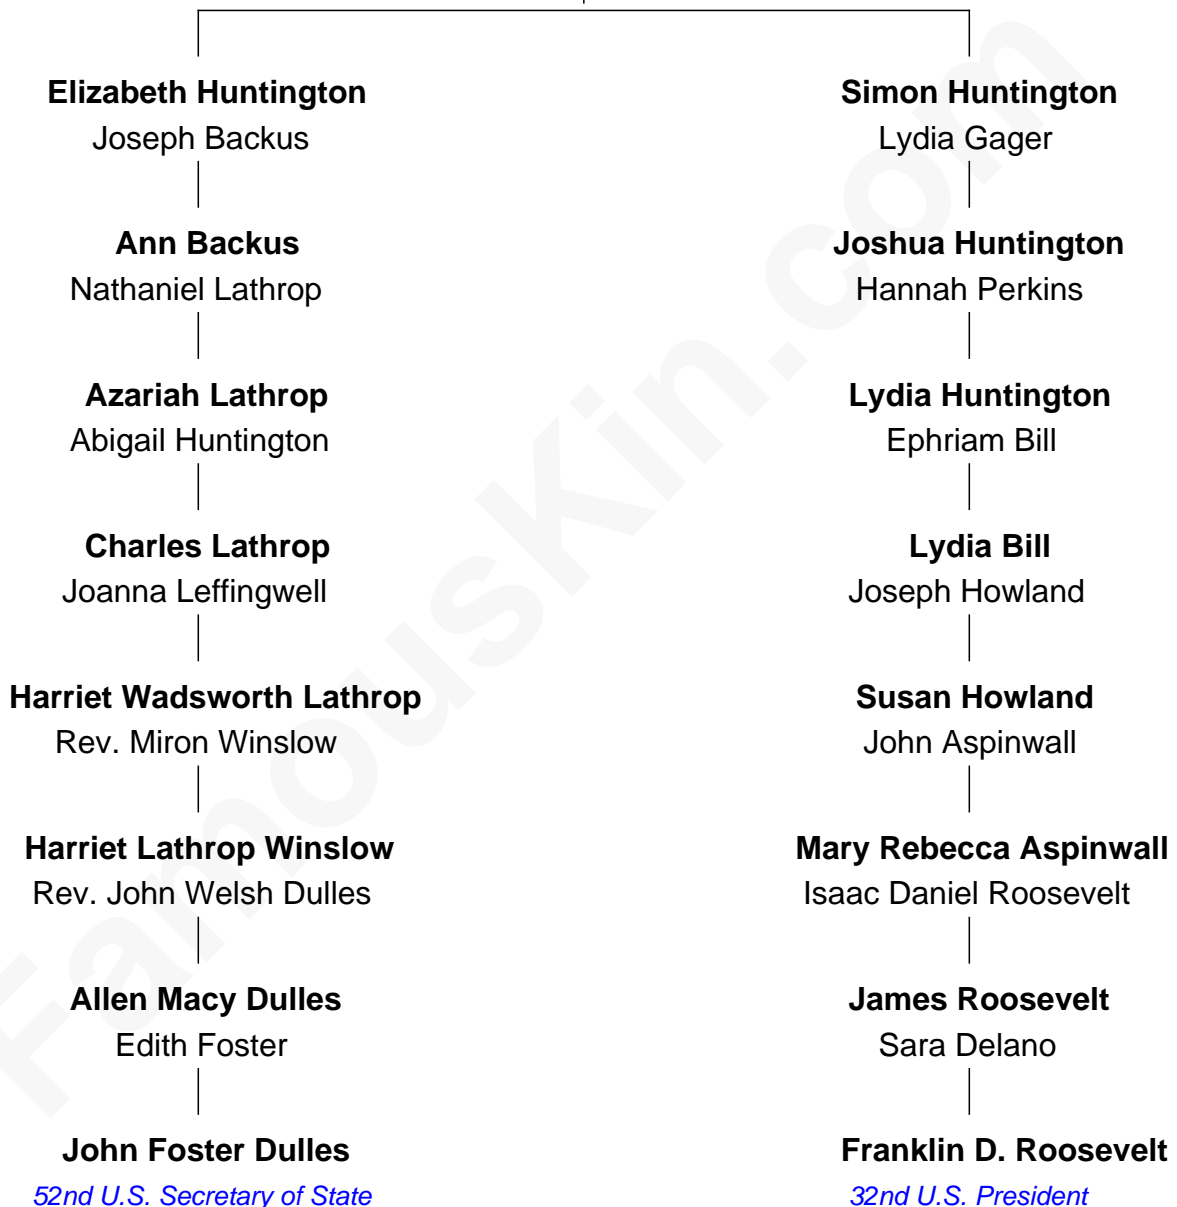 Elizabeth Huntington
Joseph Backus
Ann Backus
Nathaniel Lathrop
Azariah Lathrop
Abigail Huntington
Charles Lathrop
Joanna Leffingwell
Harriet Wadsworth Lathrop
Rev. Miron Winslow
Harriet Lathrop Winslow
Rev. John Welsh Dulles
Allen Macy Dulles
Edith Foster
John Foster Dulles
52nd U.S. Secretary of State
Simon Huntington
Lydia Gager
Joshua Huntington
Hannah Perkins
Lydia Huntington
Ephriam Bill
Lydia Bill
Joseph Howland
Susan Howland
John Aspinwall
Mary Rebecca Aspinwall
Isaac Daniel Roosevelt
James Roosevelt
Sara Delano
Franklin D. Roosevelt
32nd U.S. President
FamousKin.com